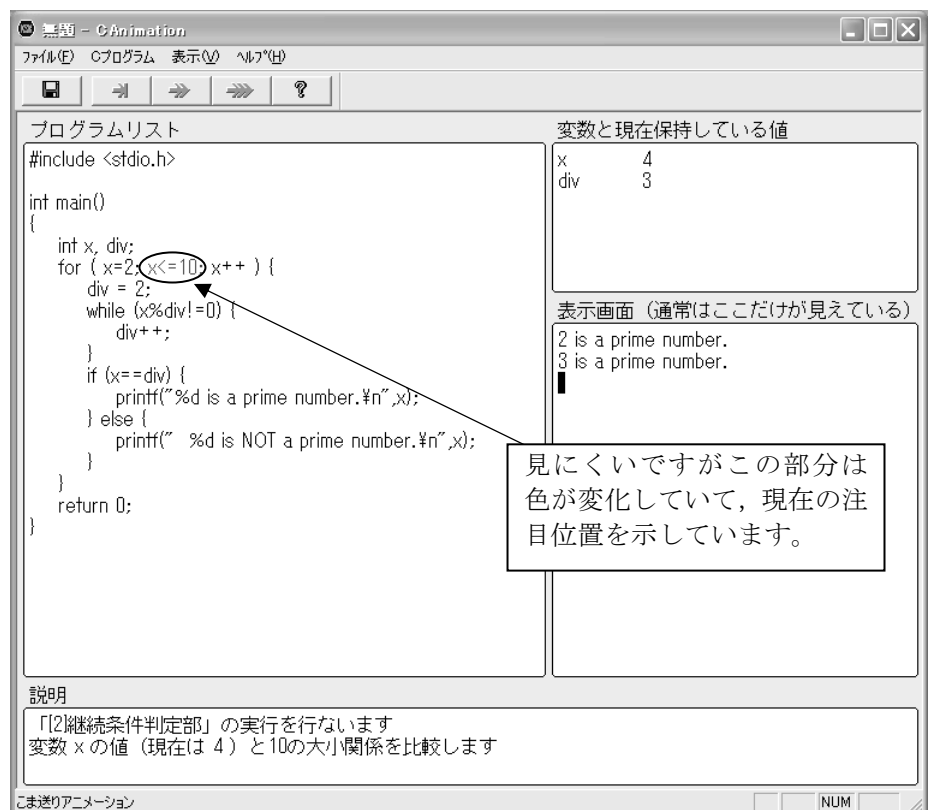 無題 - CAnimation
ファイル(F) Cプログラム 表示(V) ヘルプ(H)
プログラムリスト
#include <stdio.h>
int main()
{
int x, div;
for ( x=2; x<=10; x++ ) {
div = 2;
while (x%div!=0) {
div++;
}
if (x==div) {
printf("%d is a prime number.¥n",x);
} else {
printf("   %d is NOT a prime number.¥n",x);
}
}
return 0;
}
変数と現在保持している値
x 4
div 3
表示画面（通常はここだけが見えている）
2 is a prime number.
3 is a prime number.
見にくいですがこの部分は
色が変化していて，現在の注
目位置を示しています。
説明
「[2]継続条件判定部」の実行を行ないます
変数 x の値（現在は 4 ）と10の大小関係を比較します
こま送りアニメーション
NUM